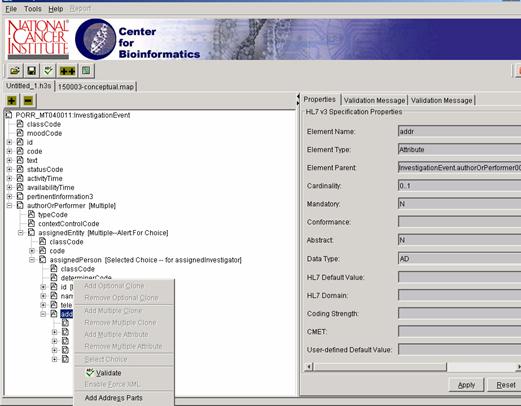 File Tools Help Report
NATIONAL CANCER INSTITUTE
Center for Bioinformatics
Untitled_1.h3s 150003-conceptual.map
PORR_MT040011:InvestigationEvent
classCode
moodCode
id
code
text
statusCode
activityTime
availabilityTime
pertinentInformation3
authorOrPerformer [Multiple]
typeCode
contextControlCode
assignedEntity [Multiple--Alert For Choice]
classCode
code
assignedPerson [Selected Choice -- for assignedInvestigator]
classCode
determinerCode
id
nam
tele
add
Add Optional Clone
Remove Optional Clone
Add Multiple Clone
Remove Multiple Clone
Add Multiple Attribute
Remove Multiple Attribute
Select Choice
Validate
Enable Force XML
Add Address Parts
Properties Validation Message Validation Message
HL7 v3 Specification Properties
Element Name: addr
Element Type: Attribute
Element Parent: InvestigationEvent.authorOrPerformer00
Cardinality: 0..1
Mandatory: N
Conformance:
Abstract: N
Data Type: AD
HL7 Default Value:
HL7 Domain:
Coding Strength:
CMET:
User-defined Default Value:
Apply Reset